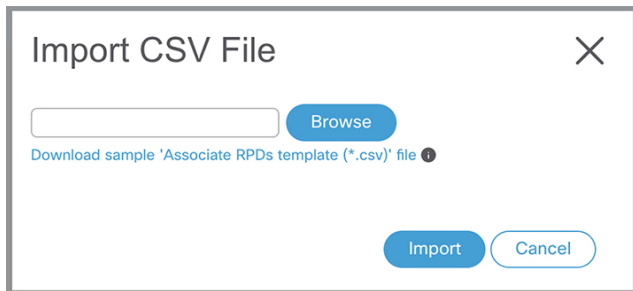 Import CSV File
Browse
Download sample 'Associate RPDs template (*.csv)' file
Import Cancel